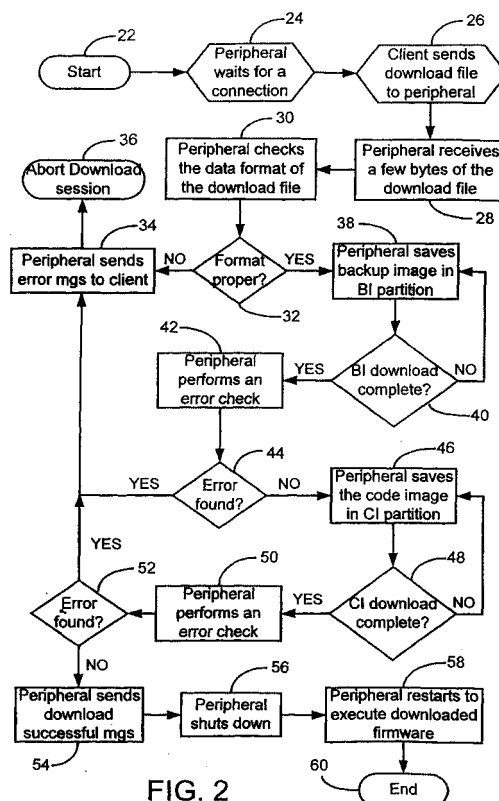 22
Start
24
Peripheral
waits for a
connection
26
Client sends
download file
to peripheral
30
Peripheral checks
the data format
of the download file
Peripheral receives
a few bytes of the
download file
28
36
Abort Download
session
34
Peripheral sends
error mgs to client
NO
Format
proper?
32
YES
38
Peripheral saves
backup image in
BI partition
42
Peripheral
performs an
error check
YES
BI download
complete?
NO
40
YES
44
Error
found?
NO
46
Peripheral saves
the code image
in CI partition
YES
52
Error
found?
50
Peripheral
performs an
error check
YES
48
CI download
complete?
NO
NO
Peripheral sends
download
successful mgs
54
56
Peripheral
shuts down
58
Peripheral restarts to
execute downloaded
firmware
60
End
FIG. 2